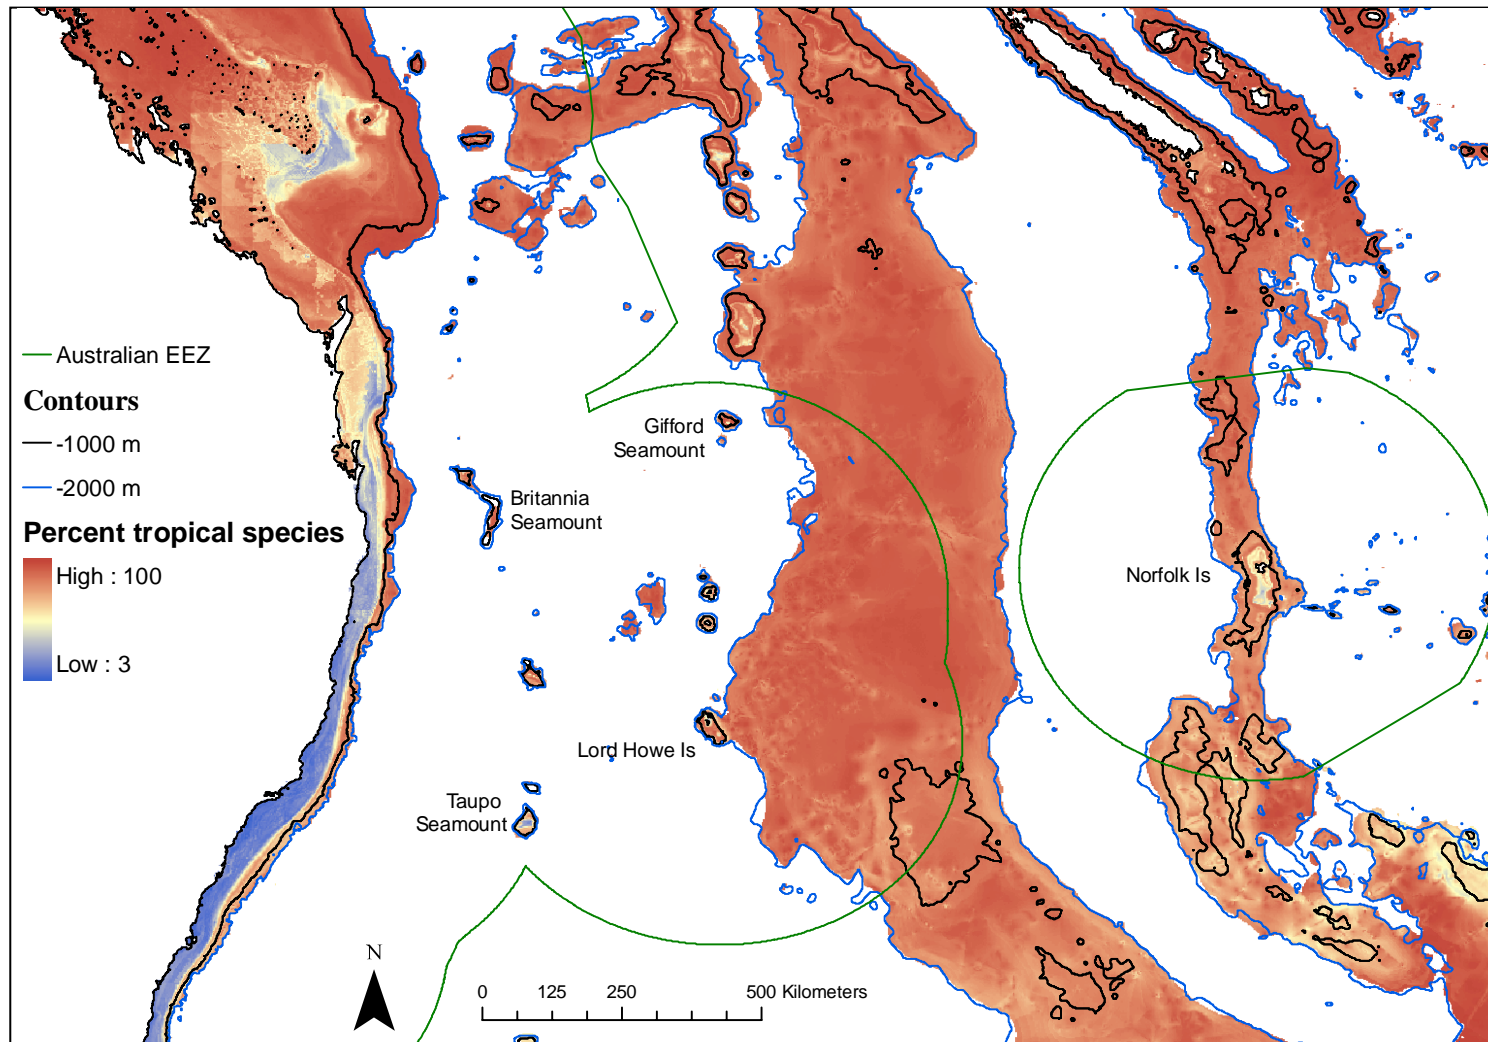 Australian EEZ
Contours
-1000 m
-2000 m
Percent tropical species
High : 100
Low : 3
Gifford
Seamount
Britannia
Seamount
Norfolk Is
Lord Howe Is
Taupo
Seamount
N
0 125 250 500 Kilometers